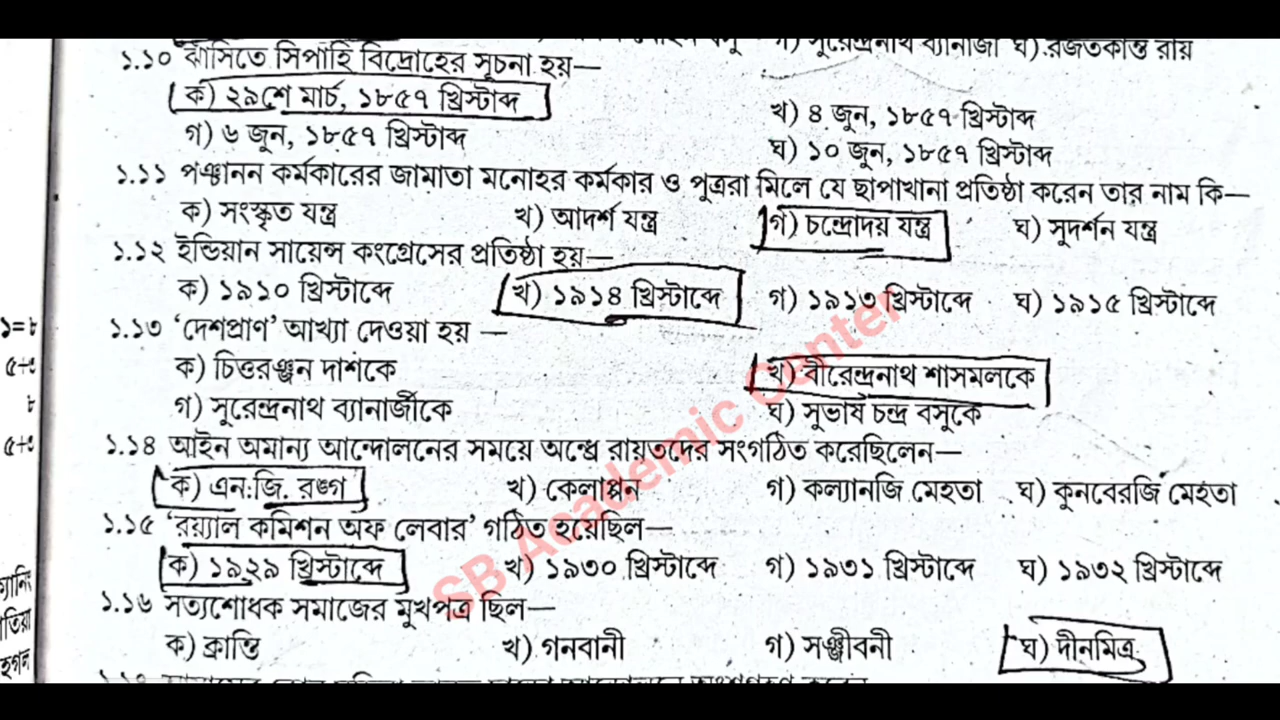 গ) সুরেন্দ্রনাথ ব্যানার্জী ঘ) রজতকান্ত রায়
১.১০ ঝাঁসিতে সিপাহি বিদ্রোহের সূচনা হয়—
ক) ২৯শে মার্চ, ১৮৫৭ খ্রিস্টাব্দ
খ) ৪ জুন, ১৮৫৭ খ্রিস্টাব্দ
গ) ৬ জুন, ১৮৫৭ খ্রিস্টাব্দ
ঘ) ১০ জুন, ১৮৫৭ খ্রিস্টাব্দ
১.১১ পঞ্চানন কর্মকারের জামাতা মনোহর কর্মকার ও পুত্ররা মিলে যে ছাপাখানা প্রতিষ্ঠা করেন তার নাম কি—
ক) সংস্কৃত যন্ত্র খ) আদর্শ যন্ত্র গ) চন্দ্রোদয় যন্ত্র ঘ) সুদর্শন যন্ত্র
১.১২ ইন্ডিয়ান সায়েন্স কংগ্রেসের প্রতিষ্ঠা হয়—
ক) ১৯১০ খ্রিস্টাব্দে খ) ১৯১৪ খ্রিস্টাব্দে গ) ১৯১৩ খ্রিস্টাব্দে ঘ) ১৯১৫ খ্রিস্টাব্দে
১.১৩ ‘দেশপ্রাণ’ আখ্যা দেওয়া হয় —
ক) চিত্তরঞ্জন দাশকে খ) বীরেন্দ্রনাথ শাসমলকে
গ) সুরেন্দ্রনাথ ব্যানার্জীকে ঘ) সুভাষ চন্দ্র বসুকে
১.১৪ আইন অমান্য আন্দোলনের সময়ে অন্ধ্রে রায়তদের সংগঠিত করেছিলেন—
ক) এন.জি. রঙ্গ খ) কেলাপ্পন গ) কল্যানজি মেহতা ঘ) কুনবেরজি মেহতা
১.১৫ ‘রয়্যাল কমিশন অফ লেবার’ গঠিত হয়েছিল—
ক) ১৯২৯ খ্রিস্টাব্দে খ) ১৯৩০ খ্রিস্টাব্দে গ) ১৯৩১ খ্রিস্টাব্দে ঘ) ১৯৩২ খ্রিস্টাব্দে
১.১৬ সত্যশোধক সমাজের মুখপত্র ছিল—
ক) ক্রান্তি খ) গনবানী গ) সঞ্জীবনী ঘ) দীনমিত্র
SB Academic Center